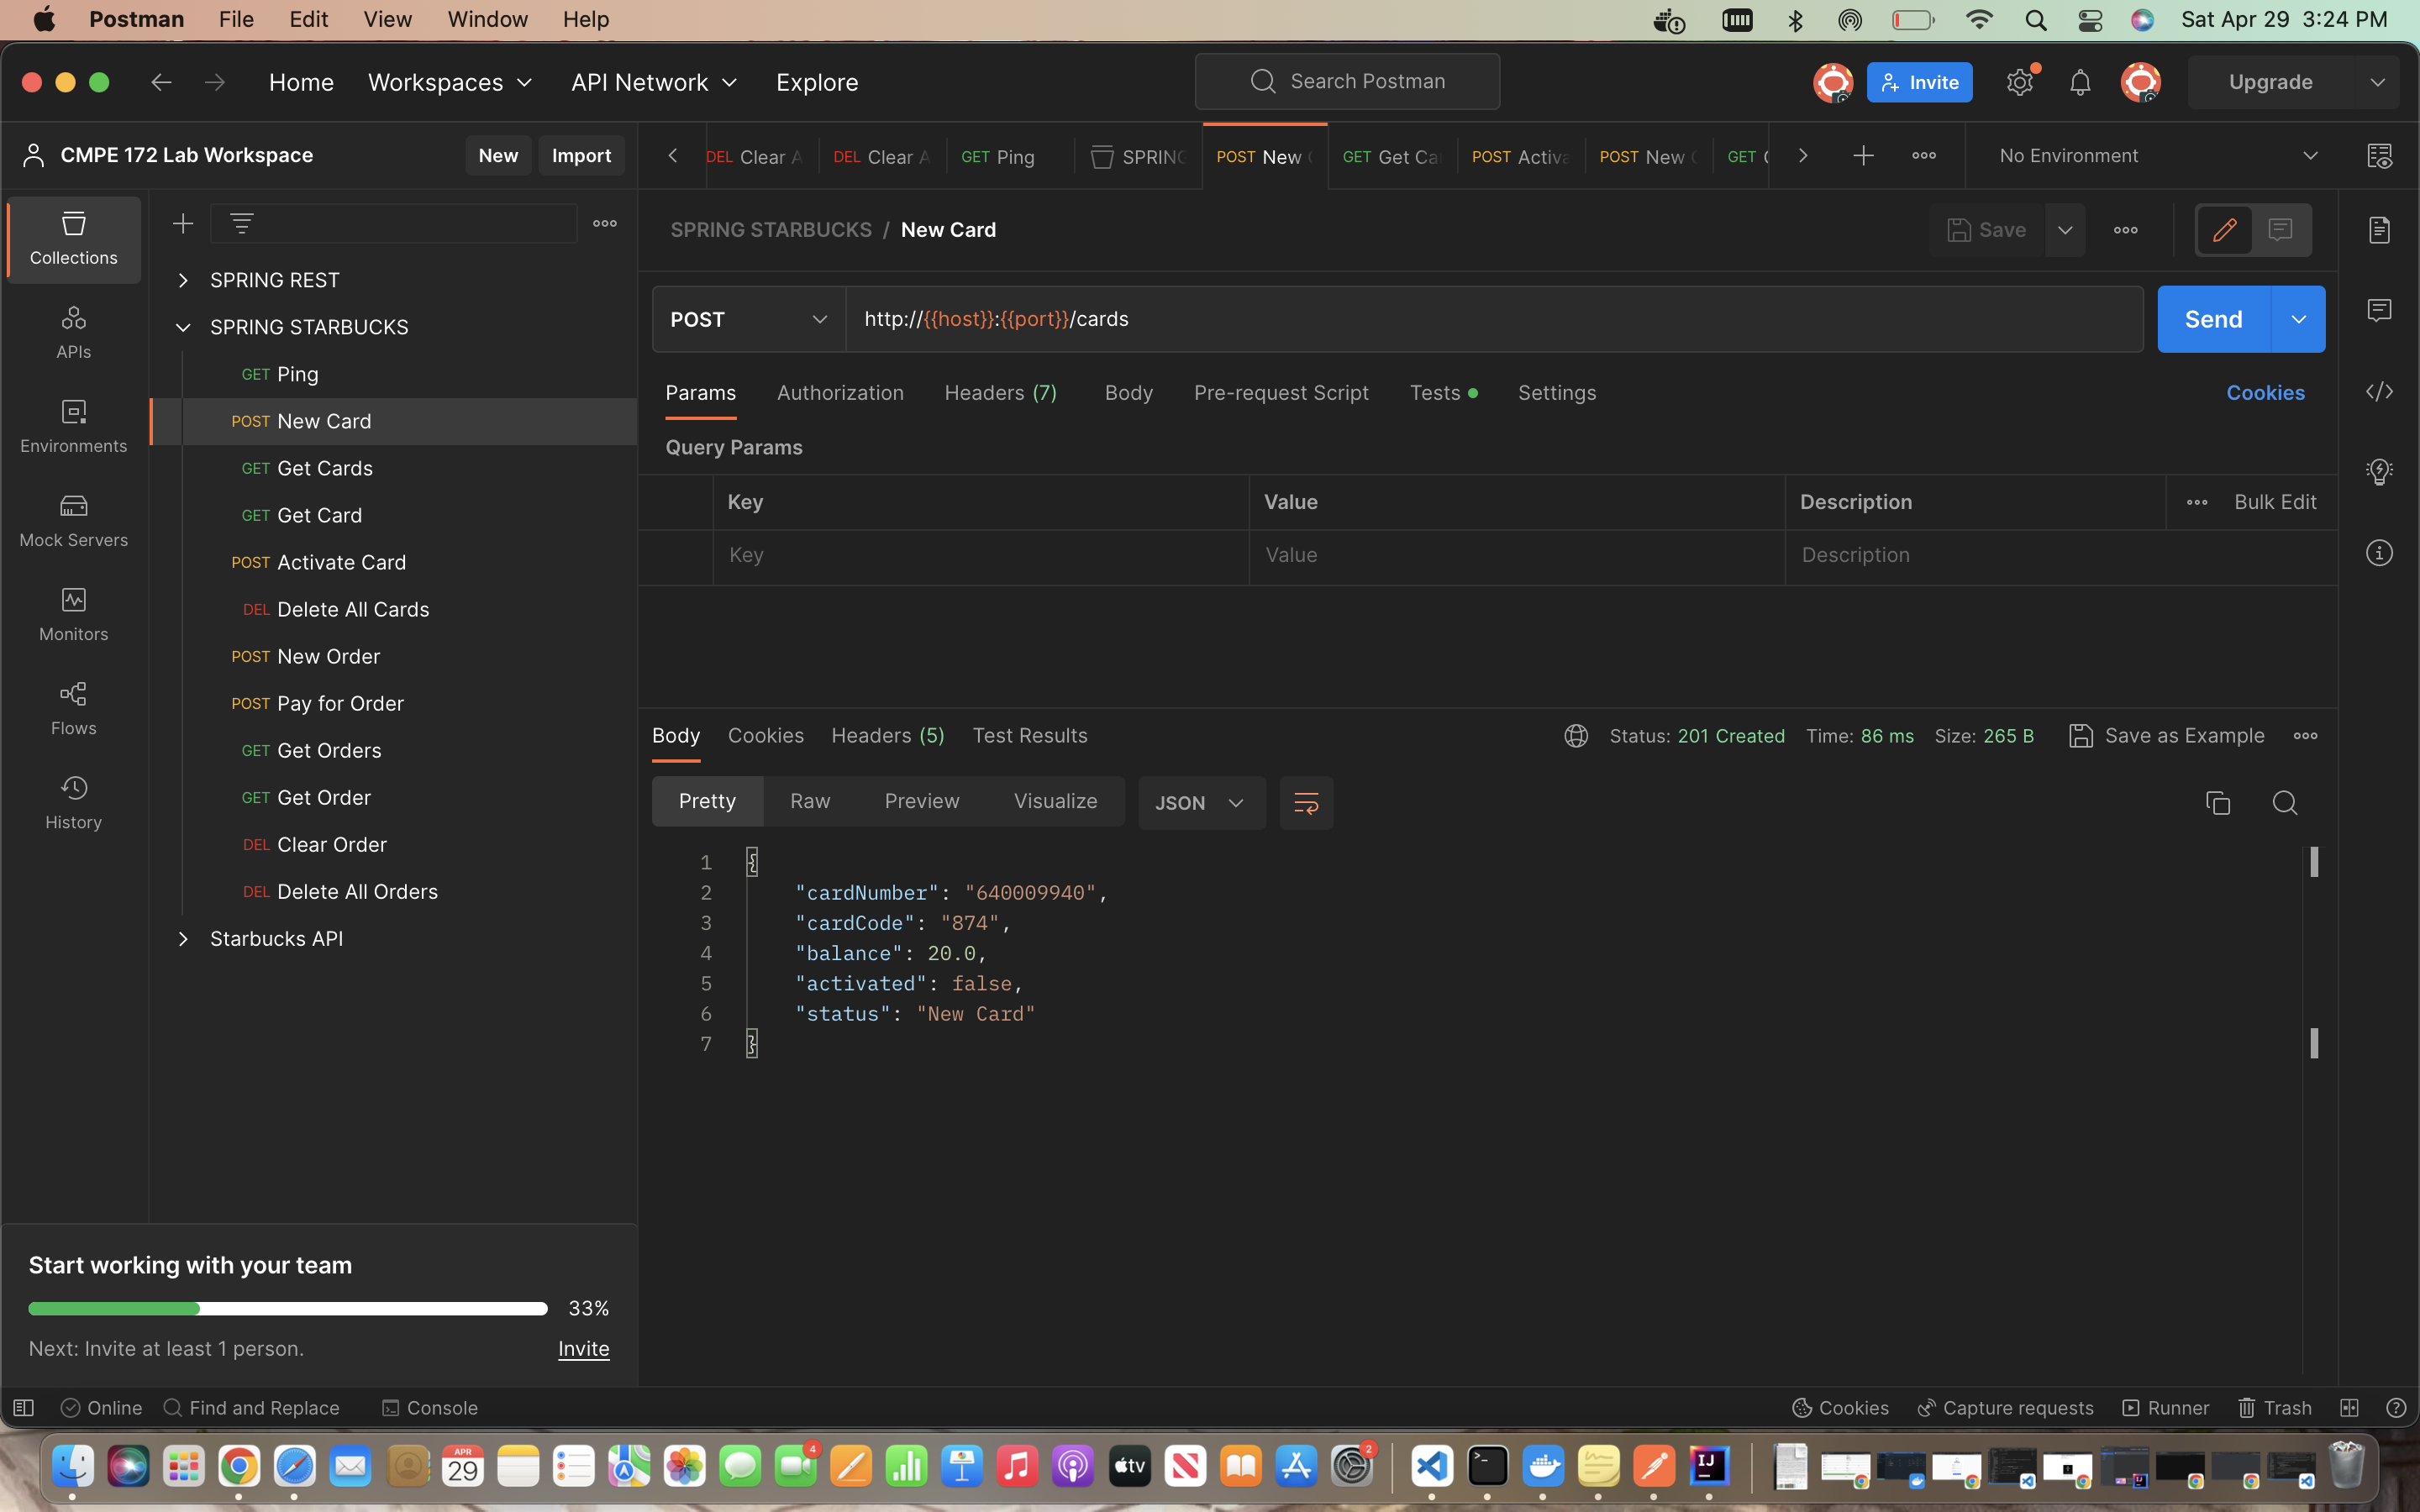 Postman File Edit View Window Help Sat Apr 29 3:24 PM
Home Workspaces API Network Explore Search Postman Invite Upgrade
CMPE 172 Lab Workspace New Import
DEL Clear A DEL Clear A GET Ping SPRING POST New GET Get Ca POST Activa POST New GET No Environment
Collections
APIs
Environments
Mock Servers
Monitors
Flows
History
SPRING REST
SPRING STARBUCKS
GET Ping
POST New Card
GET Get Cards
GET Get Card
POST Activate Card
DEL Delete All Cards
POST New Order
POST Pay for Order
GET Get Orders
GET Get Order
DEL Clear Order
DEL Delete All Orders
Starbucks API
SPRING STARBUCKS / New Card Save
POST http://{{host}}:{{port}}/cards Send
Params Authorization Headers (7) Body Pre-request Script Tests Settings Cookies
Query Params
Key Value Description Bulk Edit
Key Value Description
Body Cookies Headers (5) Test Results Status: 201 Created Time: 86 ms Size: 265 B Save as Example
Pretty Raw Preview Visualize JSON
1 {
2 "cardNumber": "640009940",
3 "cardCode": "874",
4 "balance": 20.0,
5 "activated": false,
6 "status": "New Card"
7 }
Start working with your team
33%
Next: Invite at least 1 person. Invite
Online Find and Replace Console Cookies Capture requests Runner Trash
APR
29
4
tv
2
IJ